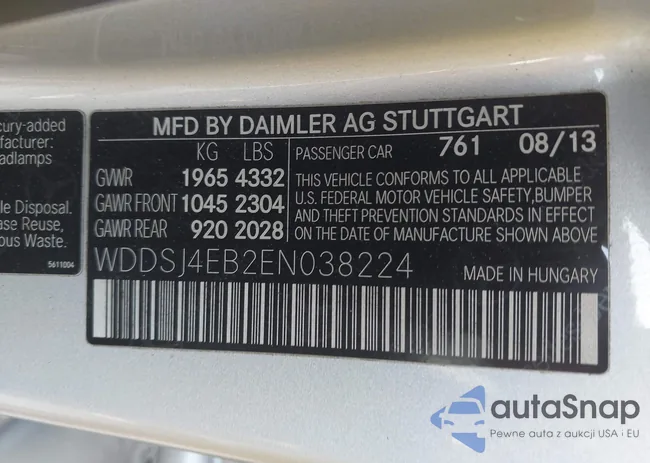 ury-added
facturer:
adlamps
le Disposal.
ase Reuse,
ous Waste.
5611004
MFD BY DAIMLER AG STUTTGART
KG LBS PASSENGER CAR 761 08/13
GVWR 1965 4332
GAWR FRONT 1045 2304
GAWR REAR 920 2028
THIS VEHICLE CONFORMS TO ALL APPLICABLE
U.S. FEDERAL MOTOR VEHICLE SAFETY,BUMPER
AND THEFT PREVENTION STANDARDS IN EFFECT
ON THE DATE OF MANUFACTURE SHOWN ABOVE
WDDSJ4EB2EN038224 MADE IN HUNGARY
autaSnap
Pewne auta z aukcji USA i EU